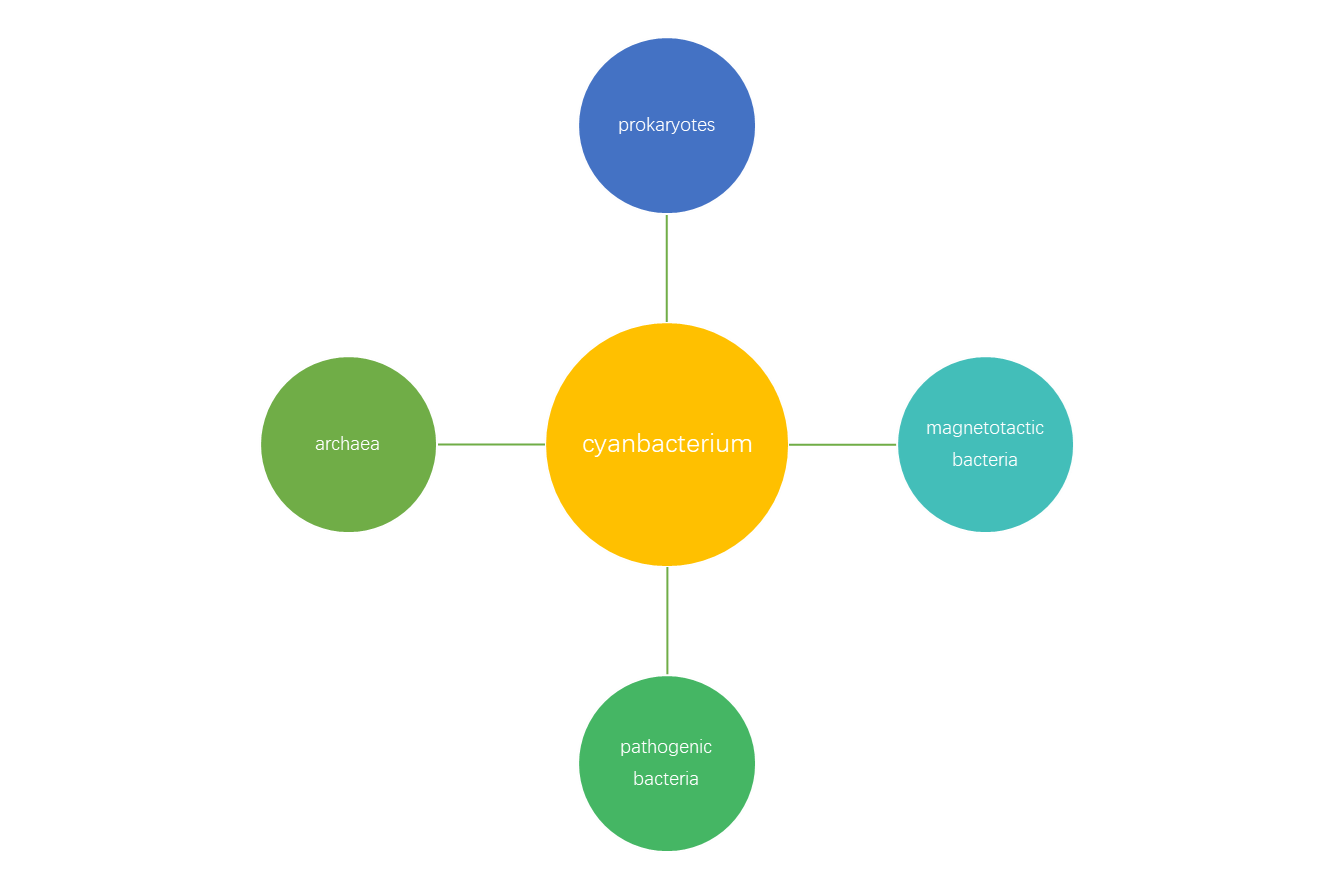 prokaryotes
archaea
cyanbacterium
magnetotactic
bacteria
pathogenic
bacteria